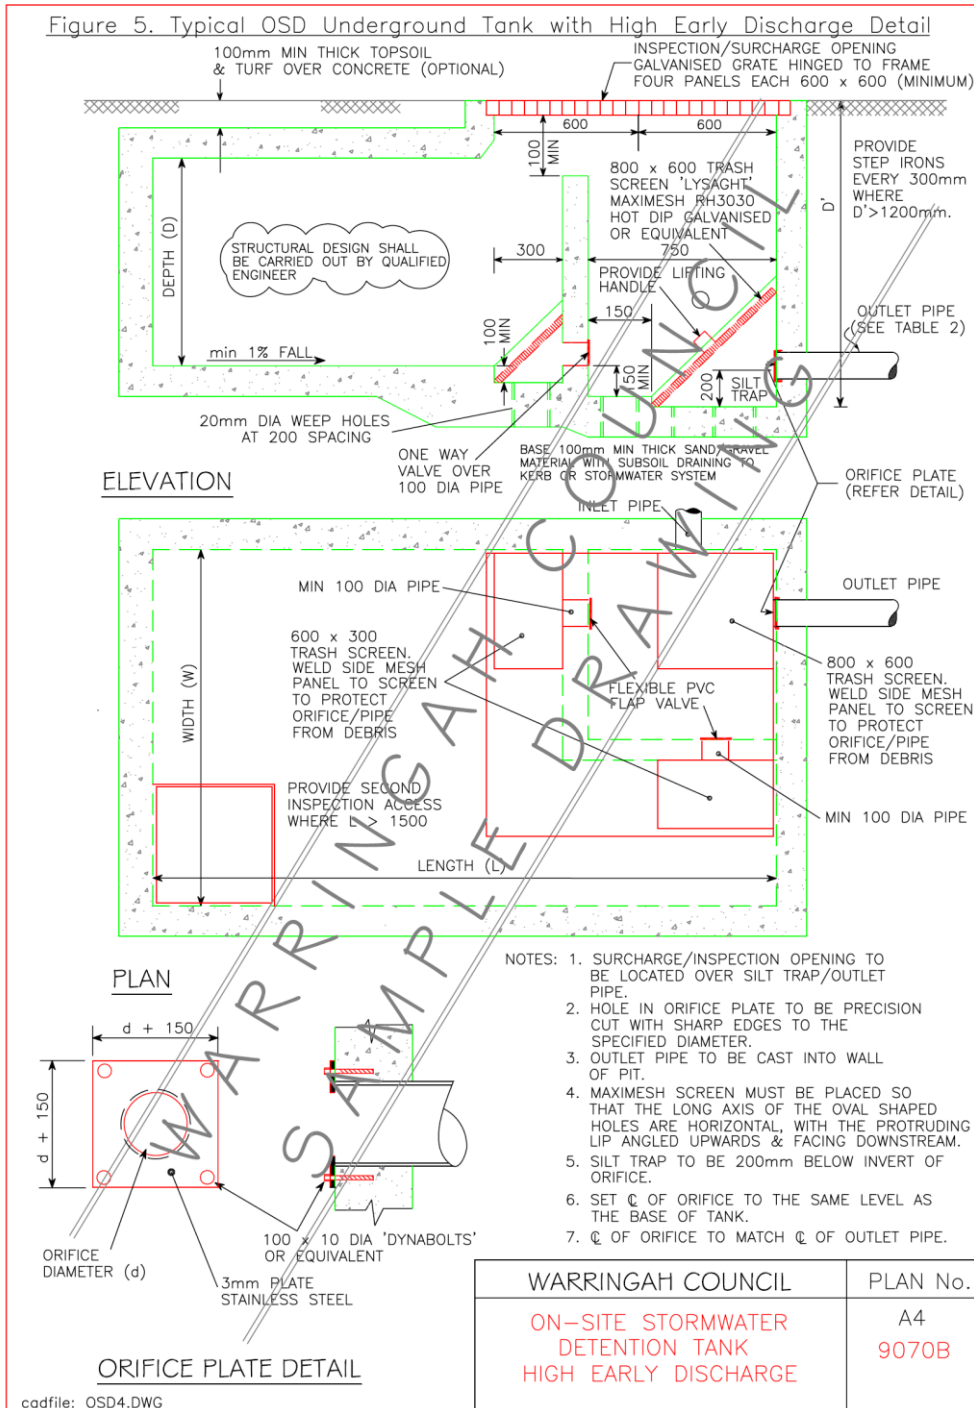 Figure 5. Typical OSD Underground Tank with High Early Discharge Detail
100mm MIN THICK TOPSOIL
& TURF OVER CONCRETE (OPTIONAL)
INSPECTION/SURCHARGE OPENING
GALVANISED GRATE HINGED TO FRAME
FOUR PANELS EACH 600 x 600 (MINIMUM)
600
600
100
MIN
PROVIDE
STEP IRONS
EVERY 300mm
WHERE
D'>1200mm.
800 x 600 TRASH
SCREEN 'LYSAGHT'
MAXIMESH RH3030
HOT DIP GALVANISED
OR EQUIVALENT
D'
DEPTH (D)
STRUCTURAL DESIGN SHALL
BE CARRIED OUT BY QUALIFIED
ENGINEER
300
750
PROVIDE LIFTING
HANDLE
150
OUTLET PIPE
(SEE TABLE 2)
100
MIN
min 1% FALL
150
MIN
200
SILT
TRAP
20mm DIA WEEP HOLES
AT 200 SPACING
ONE WAY
VALVE OVER
100 DIA PIPE
BASE 100mm MIN THICK SAND/GRAVEL
MATERIAL WITH SUBSOIL DRAINING TO
KERB OR STORMWATER SYSTEM
ORIFICE PLATE
(REFER DETAIL)
ELEVATION
INLET PIPE
MIN 100 DIA PIPE
OUTLET PIPE
600 x 300
TRASH SCREEN.
WELD SIDE MESH
PANEL TO SCREEN
TO PROTECT
ORIFICE/PIPE
FROM DEBRIS
WIDTH (W)
FLEXIBLE PVC
FLAP VALVE
800 x 600
TRASH SCREEN.
WELD SIDE MESH
PANEL TO SCREEN
TO PROTECT
ORIFICE/PIPE
FROM DEBRIS
PROVIDE SECOND
INSPECTION ACCESS
WHERE L > 1500
MIN 100 DIA PIPE
LENGTH (L)
PLAN
WARRINGAH COUNCIL
SAMPLE DRAWING
NOTES: 1. SURCHARGE/INSPECTION OPENING TO
BE LOCATED OVER SILT TRAP/OUTLET
PIPE.
2. HOLE IN ORIFICE PLATE TO BE PRECISION
CUT WITH SHARP EDGES TO THE
SPECIFIED DIAMETER.
3. OUTLET PIPE TO BE CAST INTO WALL
OF PIT.
4. MAXIMESH SCREEN MUST BE PLACED SO
THAT THE LONG AXIS OF THE OVAL SHAPED
HOLES ARE HORIZONTAL, WITH THE PROTRUDING
LIP ANGLED UPWARDS & FACING DOWNSTREAM.
5. SILT TRAP TO BE 200mm BELOW INVERT OF
ORIFICE.
6. SET ℄ OF ORIFICE TO THE SAME LEVEL AS
THE BASE OF TANK.
7. ℄ OF ORIFICE TO MATCH ℄ OF OUTLET PIPE.
d + 150
d + 150
ORIFICE
DIAMETER (d)
3mm PLATE
STAINLESS STEEL
100 x 10 DIA 'DYNABOLTS'
OR EQUIVALENT
ORIFICE PLATE DETAIL
WARRINGAH COUNCIL
PLAN No.
ON-SITE STORMWATER
DETENTION TANK
HIGH EARLY DISCHARGE
A4
9070B
cadfile: OSD4.DWG